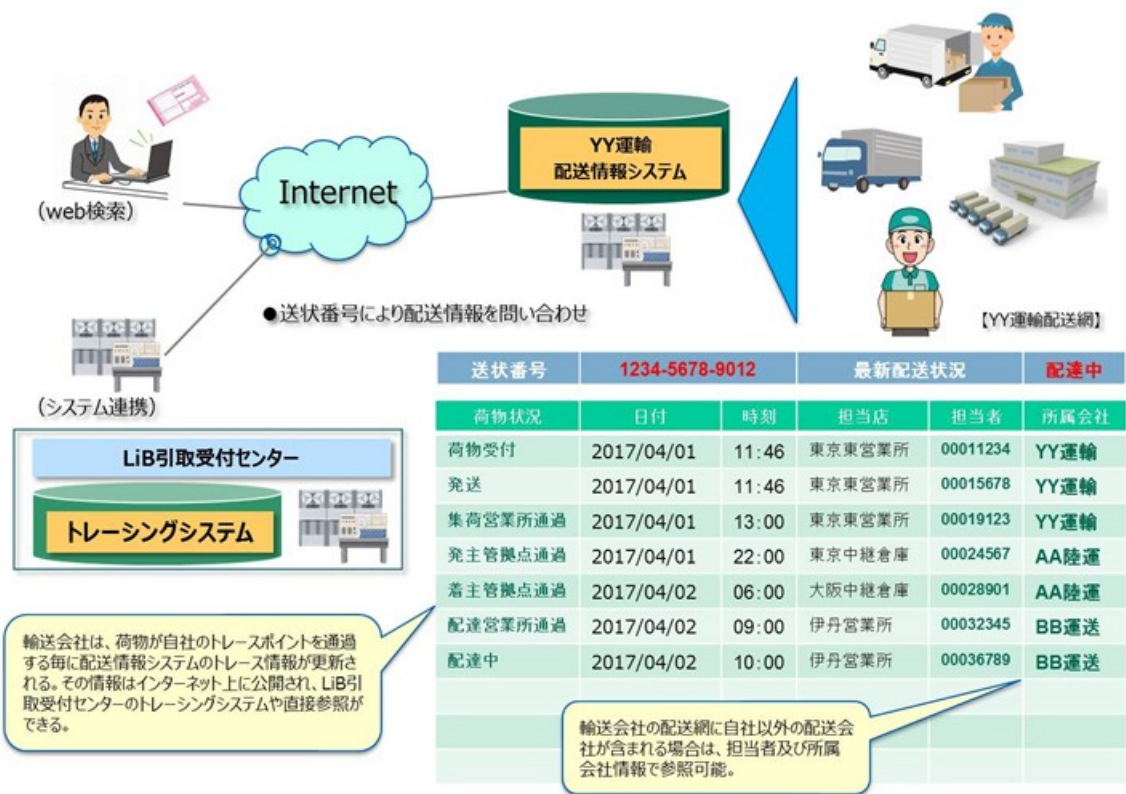 YY運輸
配送情報システム
Internet
(web検索)
●送状番号により配送情報を問い合わせ
【YY運輸配送網】
(システム連携)
LiB引取受付センター
トレーシングシステム
送状番号 1234-5678-9012 最新配送状況 配達中
荷物状況 日付 時刻 担当店 担当者 所属会社
荷物受付 2017/04/01 11:46 東京東営業所 00011234 YY運輸
発送 2017/04/01 11:46 東京東営業所 00015678 YY運輸
集荷営業所通過 2017/04/01 13:00 東京東営業所 00019123 YY運輸
発主管拠点通過 2017/04/01 22:00 東京中継倉庫 00024567 AA陸運
着主管拠点通過 2017/04/02 06:00 大阪中継倉庫 00028901 AA陸運
配達営業所通過 2017/04/02 09:00 伊丹営業所 00032345 BB運送
配達中 2017/04/02 10:00 伊丹営業所 00036789 BB運送
輸送会社は、荷物が自社のトレースポイントを通過
する毎に配送情報システムのトレース情報が更新さ
れる。その情報はインターネット上に公開され、LiB引
取受付センターのトレーシングシステムや直接参照が
できる。
輸送会社の配送網に自社以外の配送会
社が含まれる場合は、担当者及び所属
会社情報で参照可能。